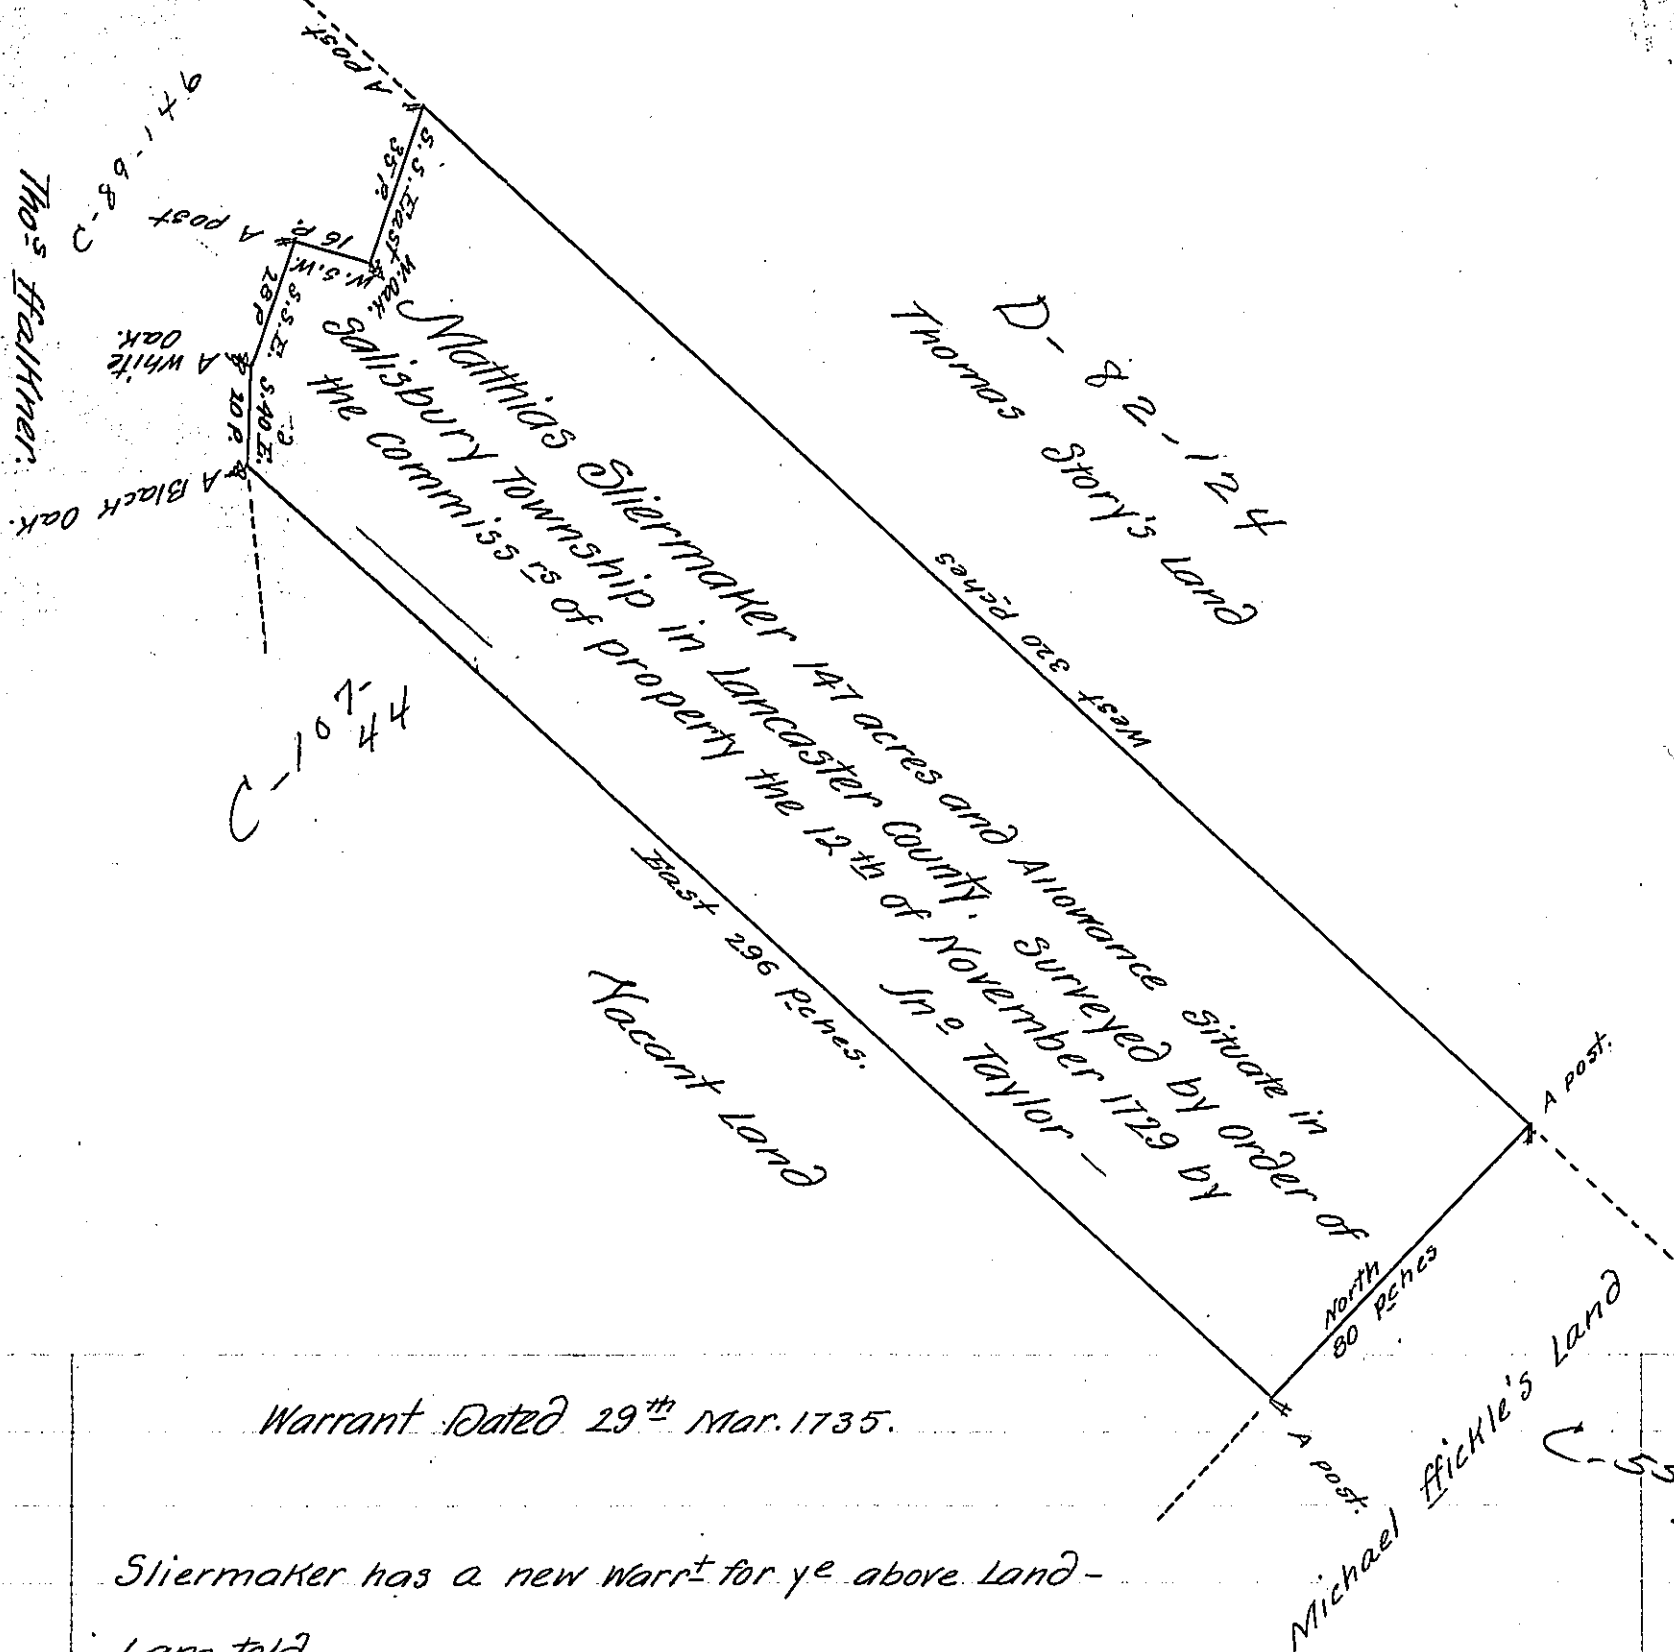 A post
C-89-1-49
Thos ffalkner.
S. S. East
35 P.
W. Oak.
W. S. W.
16 P.
A post
S. S. E.
28 P
A White
Oak.
S. 40 E.
20 P.
A Black Oak.
D-82-124
Thomas Story's Land
West 320 Pches
Matthias Sliermaker 147 acres and Allowance Situate in
Salisbury Township in Lancaster County. Surveyed by Order of
the Commissrs of property the 12th of November 1729 by
Jno Taylor -
C-107-
44
East 296 Pches.
Vacant Land
A post.
North
80 Pches
A post.
Michael ffickle's Land
C-55
Warrant Dated 29th Mar. 1735.
Sliermaker has a new Warrt for ye above Land -